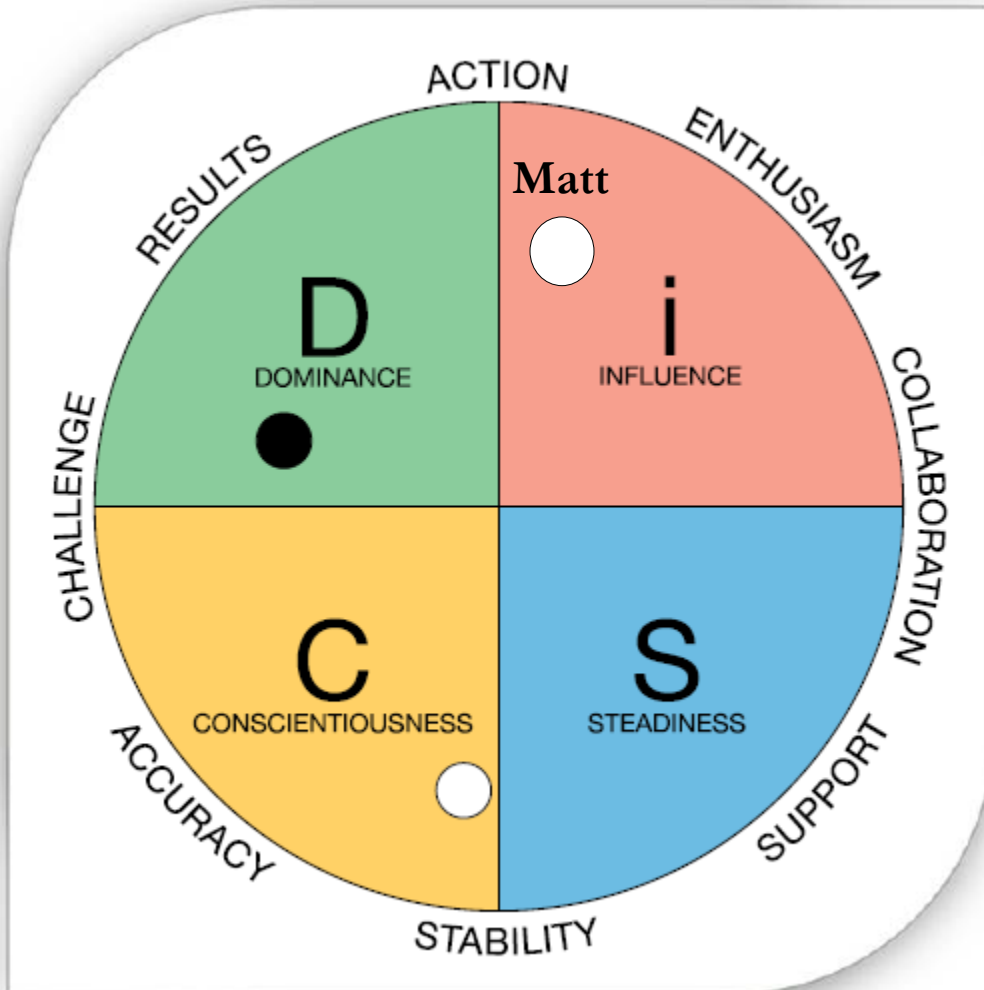 ACTION
ENTHUSIASM
RESULTS
Matt
D
DOMINANCE
i
INFLUENCE
COLLABORATION
CHALLENGE
C
CONSCIENTIOUSNESS
S
STEADINESS
ACCURACY
SUPPORT
STABILITY